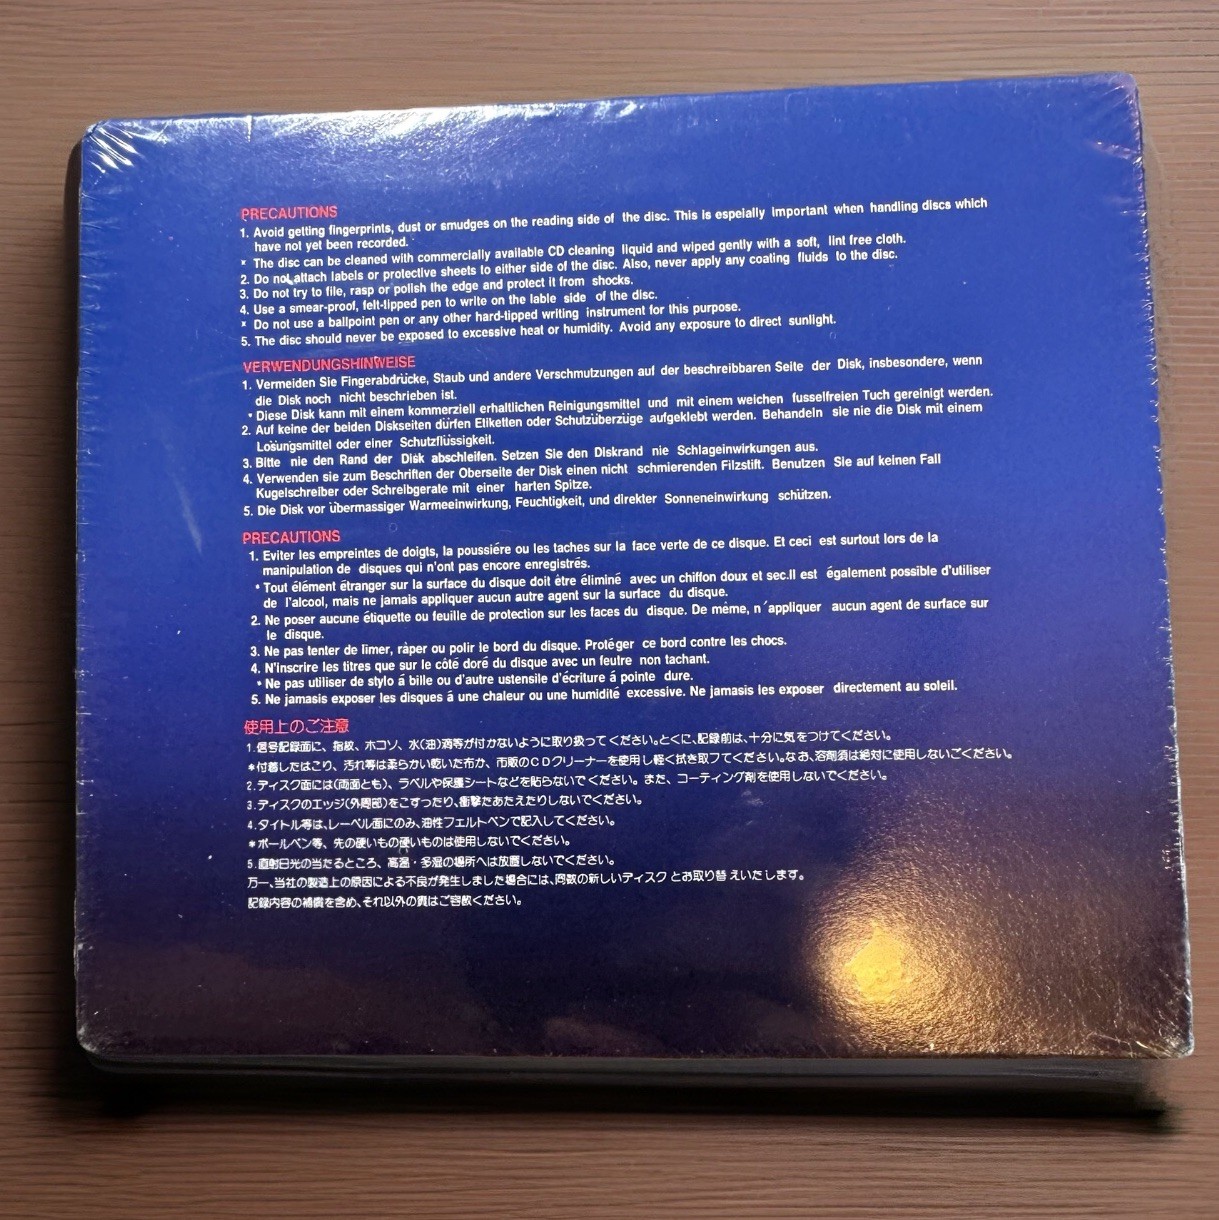 PRECAUTIONS
1. Avoid getting fingerprints, dust or smudges on the reading side of the disc. This is espeially Important when handling discs which
have not yet been recorded.
* The disc can be cleaned with commercially available CD cleaning liquid and wiped gently with a soft, lint free cloth.
2. Do not attach labels or protective sheets to either side of the disc. Also, never apply any coating fluids to the disc.
3. Do not try to file, rasp or polish the edge and protect it from shocks.
4. Use a smear-proof, felt-tipped pen to write on the lable side of the disc.
* Do not use a ballpoint pen or any other hard-tipped writing instrument for this purpose.
5. The disc should never be exposed to excessive heat or humidity. Avoid any exposure to direct sunlight.
VERWENDUNGSHINWEISE
1. Vermeiden Sie Fingerabdrücke, Staub und andere Verschmutzungen auf der beschreibbaren Seite der Disk, insbesondere, wenn
die Disk noch nicht beschrieben ist.
• Diese Disk kann mit einem kommerziell erhaltlichen Reinigungsmittel und mit einem weichen fusselfreien Tuch gereinigt werden.
2. Auf keine der beiden Diskseiten dürfen Etiketten oder Schutzüberzüge aufgeklebt werden. Behandeln sie nie die Disk mit einem
Losungsmittel oder einer Schutzflüssigkeit.
3. Bitte nie den Rand der Disk abschleifen. Setzen Sie den Diskrand nie Schlageinwirkungen aus.
4. Verwenden sie zum Beschriften der Oberseite der Disk einen nicht schmierenden Filzstift. Benutzen Sie auf keinen Fall
Kugelschreiber oder Schreibgerate mit einer harten Spitze.
5. Die Disk vor übermassiger Warmeeinwirkung, Feuchtigkeit, und direkter Sonneneinwirkung schützen.
PRECAUTIONS
1. Eviter les empreintes de doigts, la poussiére ou les taches sur la face verte de ce disque. Et ceci est surtout lors de la
manipulation de disques qui n'ont pas encore enregistrés.
• Tout élément étranger sur la surface du disque doit être éliminé avec un chiffon doux et sec.Il est également possible d'utiliser
de l'alcool, mais ne jamais appliquer aucun autre agent sur la surface du disque.
2. Ne poser aucune étiquette ou feuille de protection sur les faces du disque. De même, n´appliquer aucun agent de surface sur
le disque.
3. Ne pas tenter de limer, râper ou polir le bord du disque. Protéger ce bord contre les chocs.
4. N'inscrire les titres que sur le côté doré du disque avec un feutre non tachant.
• Ne pas utiliser de stylo á bille ou d'autre ustensile d'écriture á pointe dure.
5. Ne jamasis exposer les disques á une chaleur ou une humidité excessive. Ne jamasis les exposer directement au soleil.
使用上のご注意
1.信号記録面に、指紋、ホコソ、水(油)滴等が付かないように取り扱ってください。とくに、記録前は、十分に気をつけてください。
*付着したほこり、汚れ等は柔らかい乾いた布か、市販のCDクリーナーを使用し軽く拭き取フてください。なお、溶剤須は絶対に使用しないごください。
2.ディスク面には(両面とも)、ラベルや保護シートなどを貼らないでください。また、コーティング剤を使用しないでください。
3.ディスクのエッジ(外周部)をこすったり、衝撃をあたえたりしないでください。
4.タイトル等は、レーベル面にのみ、油性フェルトペンで記入してください。
*ボールペン等、先の硬いもの硬いものは使用しないでください。
5.直射日光の当たるところ、高温・多湿の場所へは放置しないでください。
万一、当社の製造上の原因による不良が発生しました場合には、同数の新しいディスクとお取り替えいたします。
記録内容の補償を含め、それ以外の責はご容赦ください。